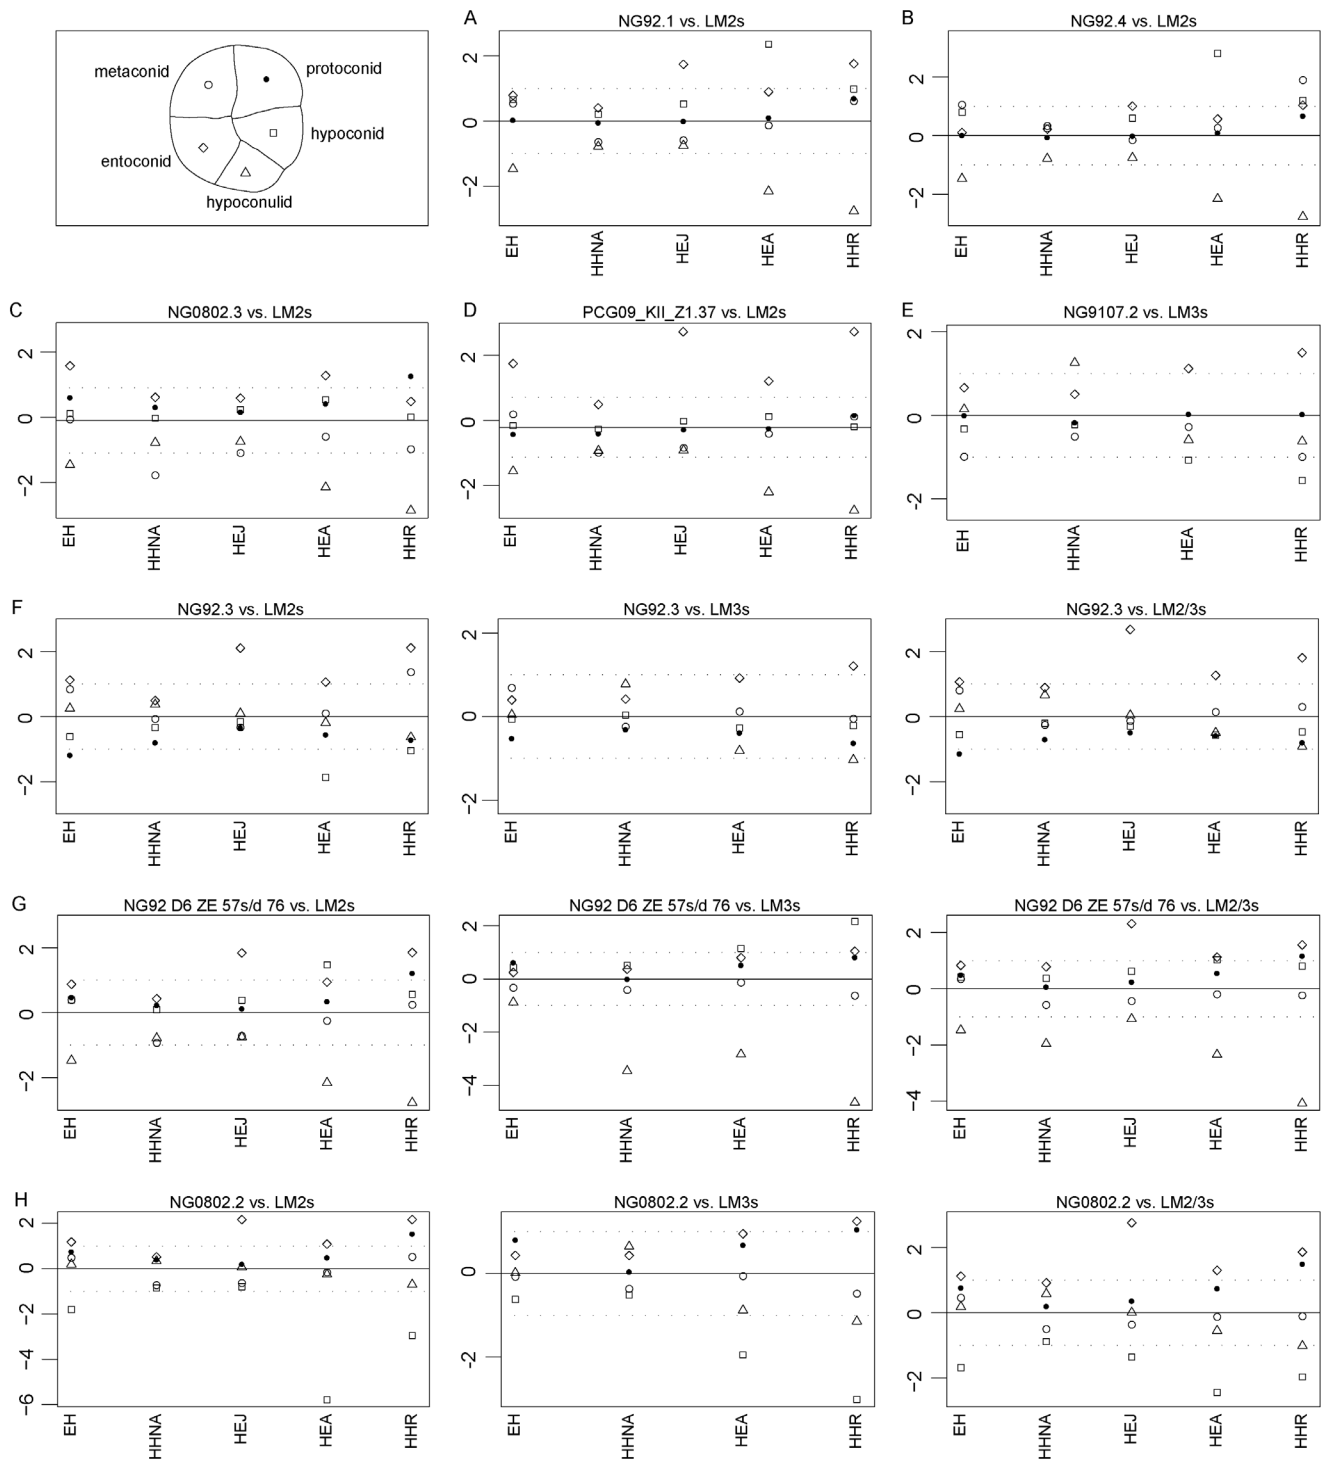 metaconid
protoconid
hypoconid
entoconid
hypoconulid
A
NG92.1 vs. LM2s
2
0
−2
EH
HHNA
HEJ
HEA
HHR
B
NG92.4 vs. LM2s
2
0
−2
EH
HHNA
HEJ
HEA
HHR
C
NG0802.3 vs. LM2s
2
0
−2
EH
HHNA
HEJ
HEA
HHR
D
PCG09_KII_Z1.37 vs. LM2s
2
0
−2
EH
HHNA
HEJ
HEA
HHR
E
NG9107.2 vs. LM3s
2
0
−2
EH
HHNA
HEA
HHR
F
NG92.3 vs. LM2s
2
0
−2
EH
HHNA
HEJ
HEA
HHR
NG92.3 vs. LM3s
2
0
−2
EH
HHNA
HEA
HHR
NG92.3 vs. LM2/3s
2
0
−2
EH
HHNA
HEJ
HEA
HHR
G
NG92 D6 ZE 57s/d 76 vs. LM2s
2
0
−2
EH
HHNA
HEJ
HEA
HHR
NG92 D6 ZE 57s/d 76 vs. LM3s
2
0
−2
−4
EH
HHNA
HEA
HHR
NG92 D6 ZE 57s/d 76 vs. LM2/3s
2
0
−2
−4
EH
HHNA
HEJ
HEA
HHR
H
NG0802.2 vs. LM2s
2
0
−2
−4
−6
EH
HHNA
HEJ
HEA
HHR
NG0802.2 vs. LM3s
0
−2
EH
HHNA
HEA
HHR
NG0802.2 vs. LM2/3s
2
0
−2
EH
HHNA
HEJ
HEA
HHR